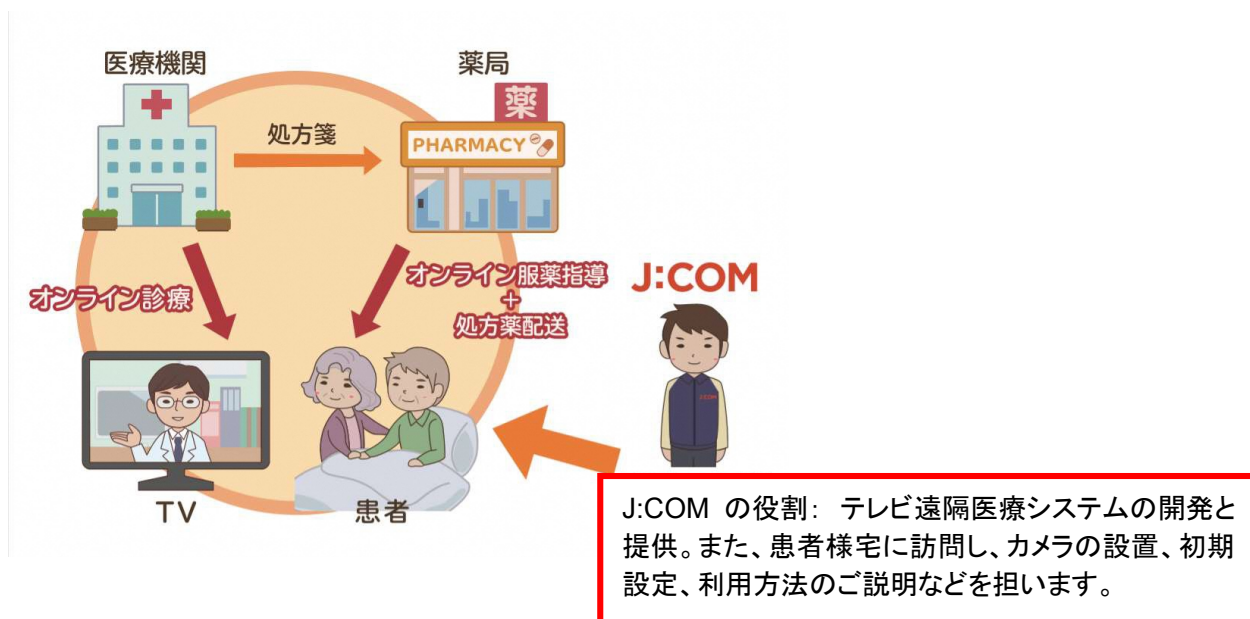 医療機関
薬局
薬
処方箋
PHARMACY
オンライン診療
オンライン服薬指導
+
処方薬配送
J:COM
J:COM
TV
患者
J:COM の役割： テレビ遠隔医療システムの開発と
提供。また、患者様宅に訪問し、カメラの設置、初期
設定、利用方法のご説明などを担います。